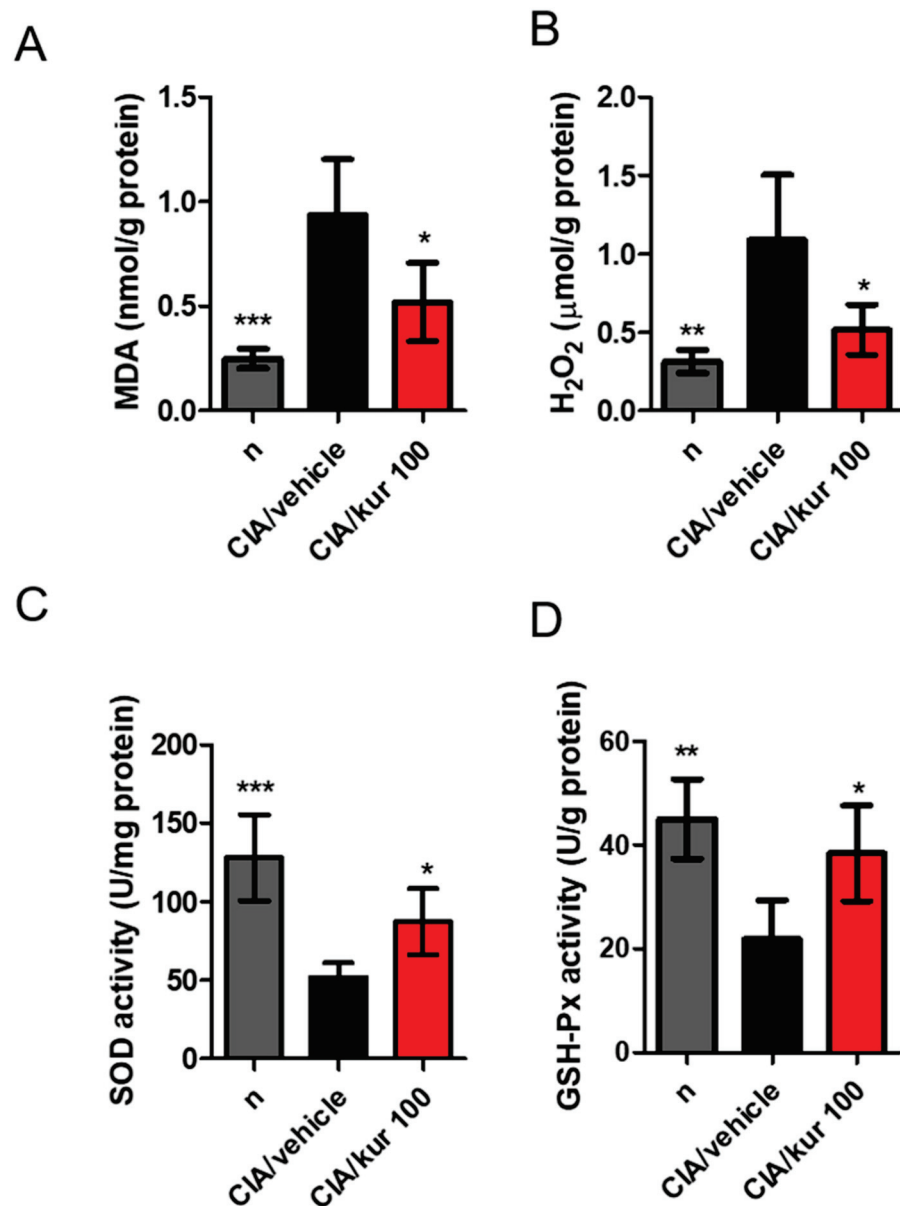 A
MDA (nmol/g protein)
1.5
1.0
0.5
0.0
***
*
n
CIA/vehicle
CIA/kur 100
B
H₂O₂ (μmol/g protein)
2.0
1.5
1.0
0.5
0.0
**
*
n
CIA/vehicle
CIA/kur 100
C
SOD activity (U/mg protein)
200
150
100
50
0
***
*
n
CIA/vehicle
CIA/kur 100
D
GSH-Px activity (U/g protein)
60
40
20
0
**
*
n
CIA/vehicle
CIA/kur 100